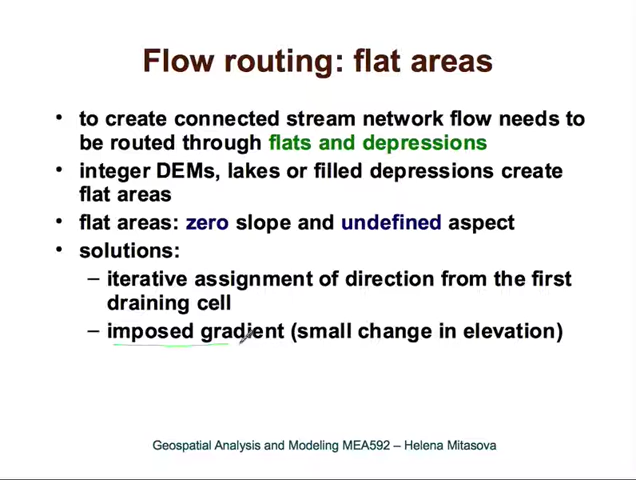 Flow routing: flat areas
• to create connected stream network flow needs to
be routed through flats and depressions
• integer DEMs, lakes or filled depressions create
flat areas
• flat areas: zero slope and undefined aspect
• solutions:
– iterative assignment of direction from the first
draining cell
– imposed gradient (small change in elevation)
Geospatial Analysis and Modeling MEA592 – Helena Mitasova